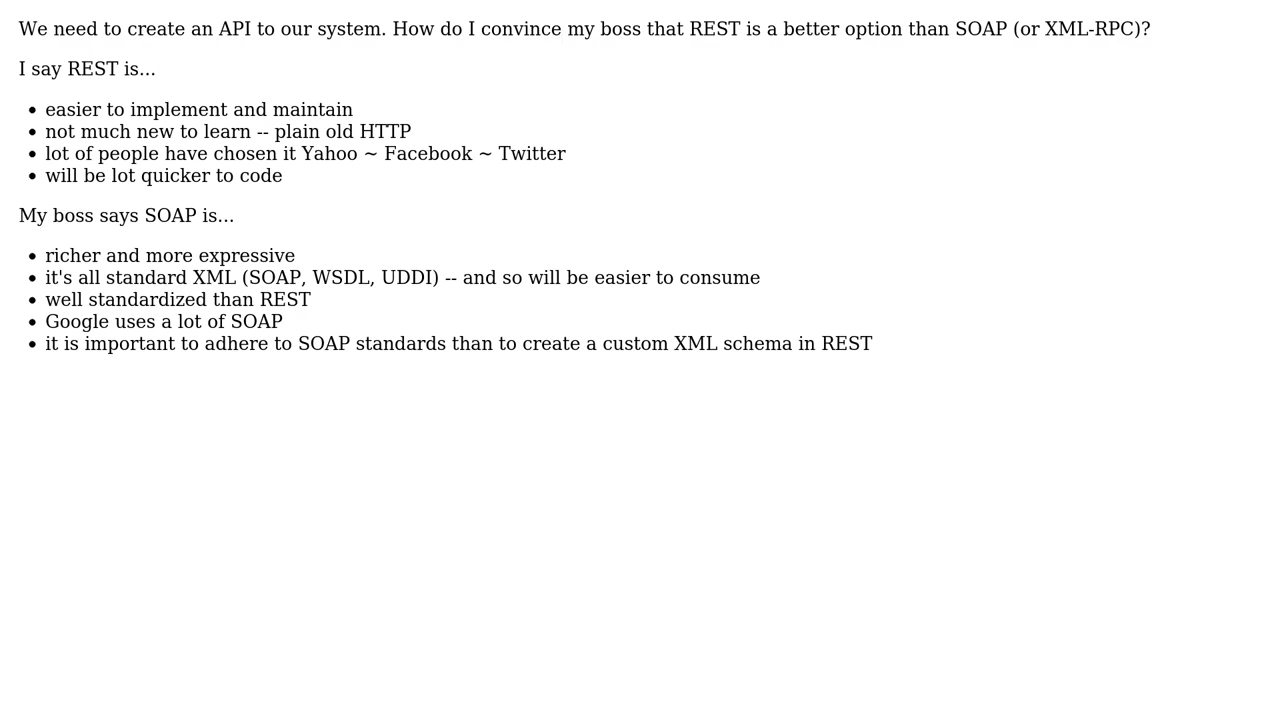 We need to create an API to our system. How do I convince my boss that REST is a better option than SOAP (or XML-RPC)?
I say REST is...
• easier to implement and maintain
• not much new to learn -- plain old HTTP
• lot of people have chosen it Yahoo ~ Facebook ~ Twitter
• will be lot quicker to code
My boss says SOAP is...
• richer and more expressive
• it's all standard XML (SOAP, WSDL, UDDI) -- and so will be easier to consume
• well standardized than REST
• Google uses a lot of SOAP
• it is important to adhere to SOAP standards than to create a custom XML schema in REST